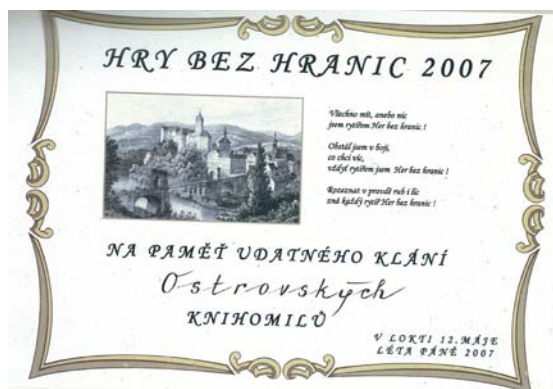 HRY BEZ HRANIC 2007
Všechno mít, anebo nic
jsem rytířem Her bez hranic !
Obstál jsem v boji,
co chci víc,
vždyť rytířem jsem Her bez hranic !
Rozeznat v pravdě rub i líc
zná každý rytíř Her bez hranic !
NA PAMĚŤ UDATNÉHO KLÁNÍ
Ostrovských
KNIHOMILŮ
V LOKTI 12.MÁJE
LÉTA PÁNĚ 2007